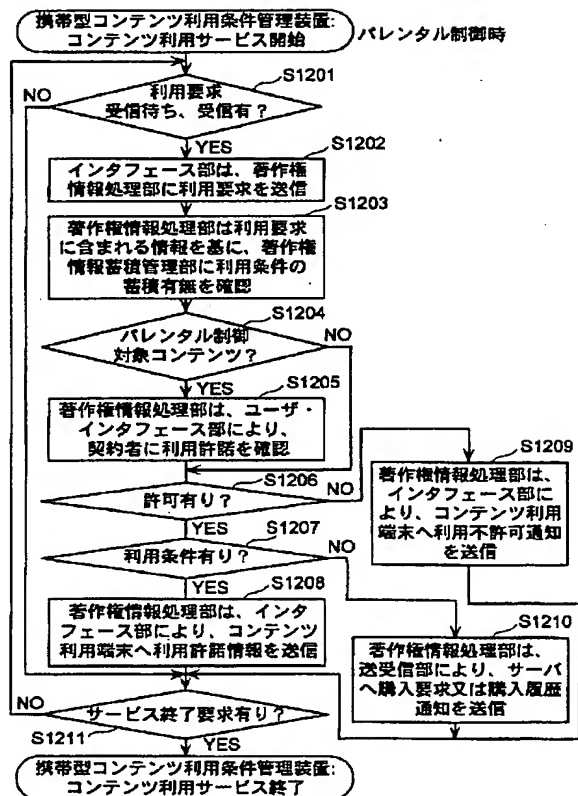 携帯型コンテンツ利用条件管理装置:
コンテンツ利用サービス開始
パレンタル制御時
S1201
利用要求
受信待ち、受信有?
NO
YES
S1202
インタフェース部は、著作権
情報処理部に利用要求を送信
S1203
著作権情報処理部は利用要求
に含まれる情報を基に、著作権
情報蓄積管理部に利用条件の
蓄積有無を確認
S1204
パレンタル制御
対象コンテンツ?
NO
YES
S1205
著作権情報処理部は、ユーザ・
インタフェース部により、
契約者に利用許諾を確認
S1206
許可有り?
NO
YES
S1209
著作権情報処理部は、
インタフェース部によ
り、コンテンツ利用
端末へ利用不許可通知
を送信
S1207
利用条件有り?
NO
YES
S1208
著作権情報処理部は、インタ
フェース部により、コンテンツ
利用端末へ利用許諾情報を送信
S1210
著作権情報処理部は、
送受信部により、サーバ
へ購入要求又は購入履歴
通知を送信
NO
サービス終了要求有り?
S1211
YES
携帯型コンテンツ利用条件管理装置:
コンテンツ利用サービス終了